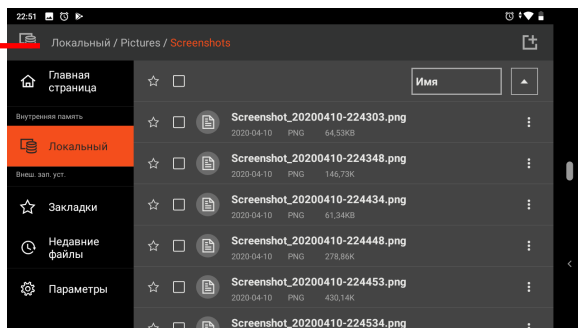 22:51
Локальный / Pictures / Screenshots
Главная
страница
Имя
Внутренняя память
Локальный
Внеш. зап. уст.
Закладки
Недавние
файлы
Параметры
Screenshot_20200410-224303.png
2020-04-10 PNG 64,53KB
Screenshot_20200410-224348.png
2020-04-10 PNG 146,73K
Screenshot_20200410-224434.png
2020-04-10 PNG 61,34KB
Screenshot_20200410-224448.png
2020-04-10 PNG 278,86K
Screenshot_20200410-224453.png
2020-04-10 PNG 430,14K
Screenshot_20200410-224534.png